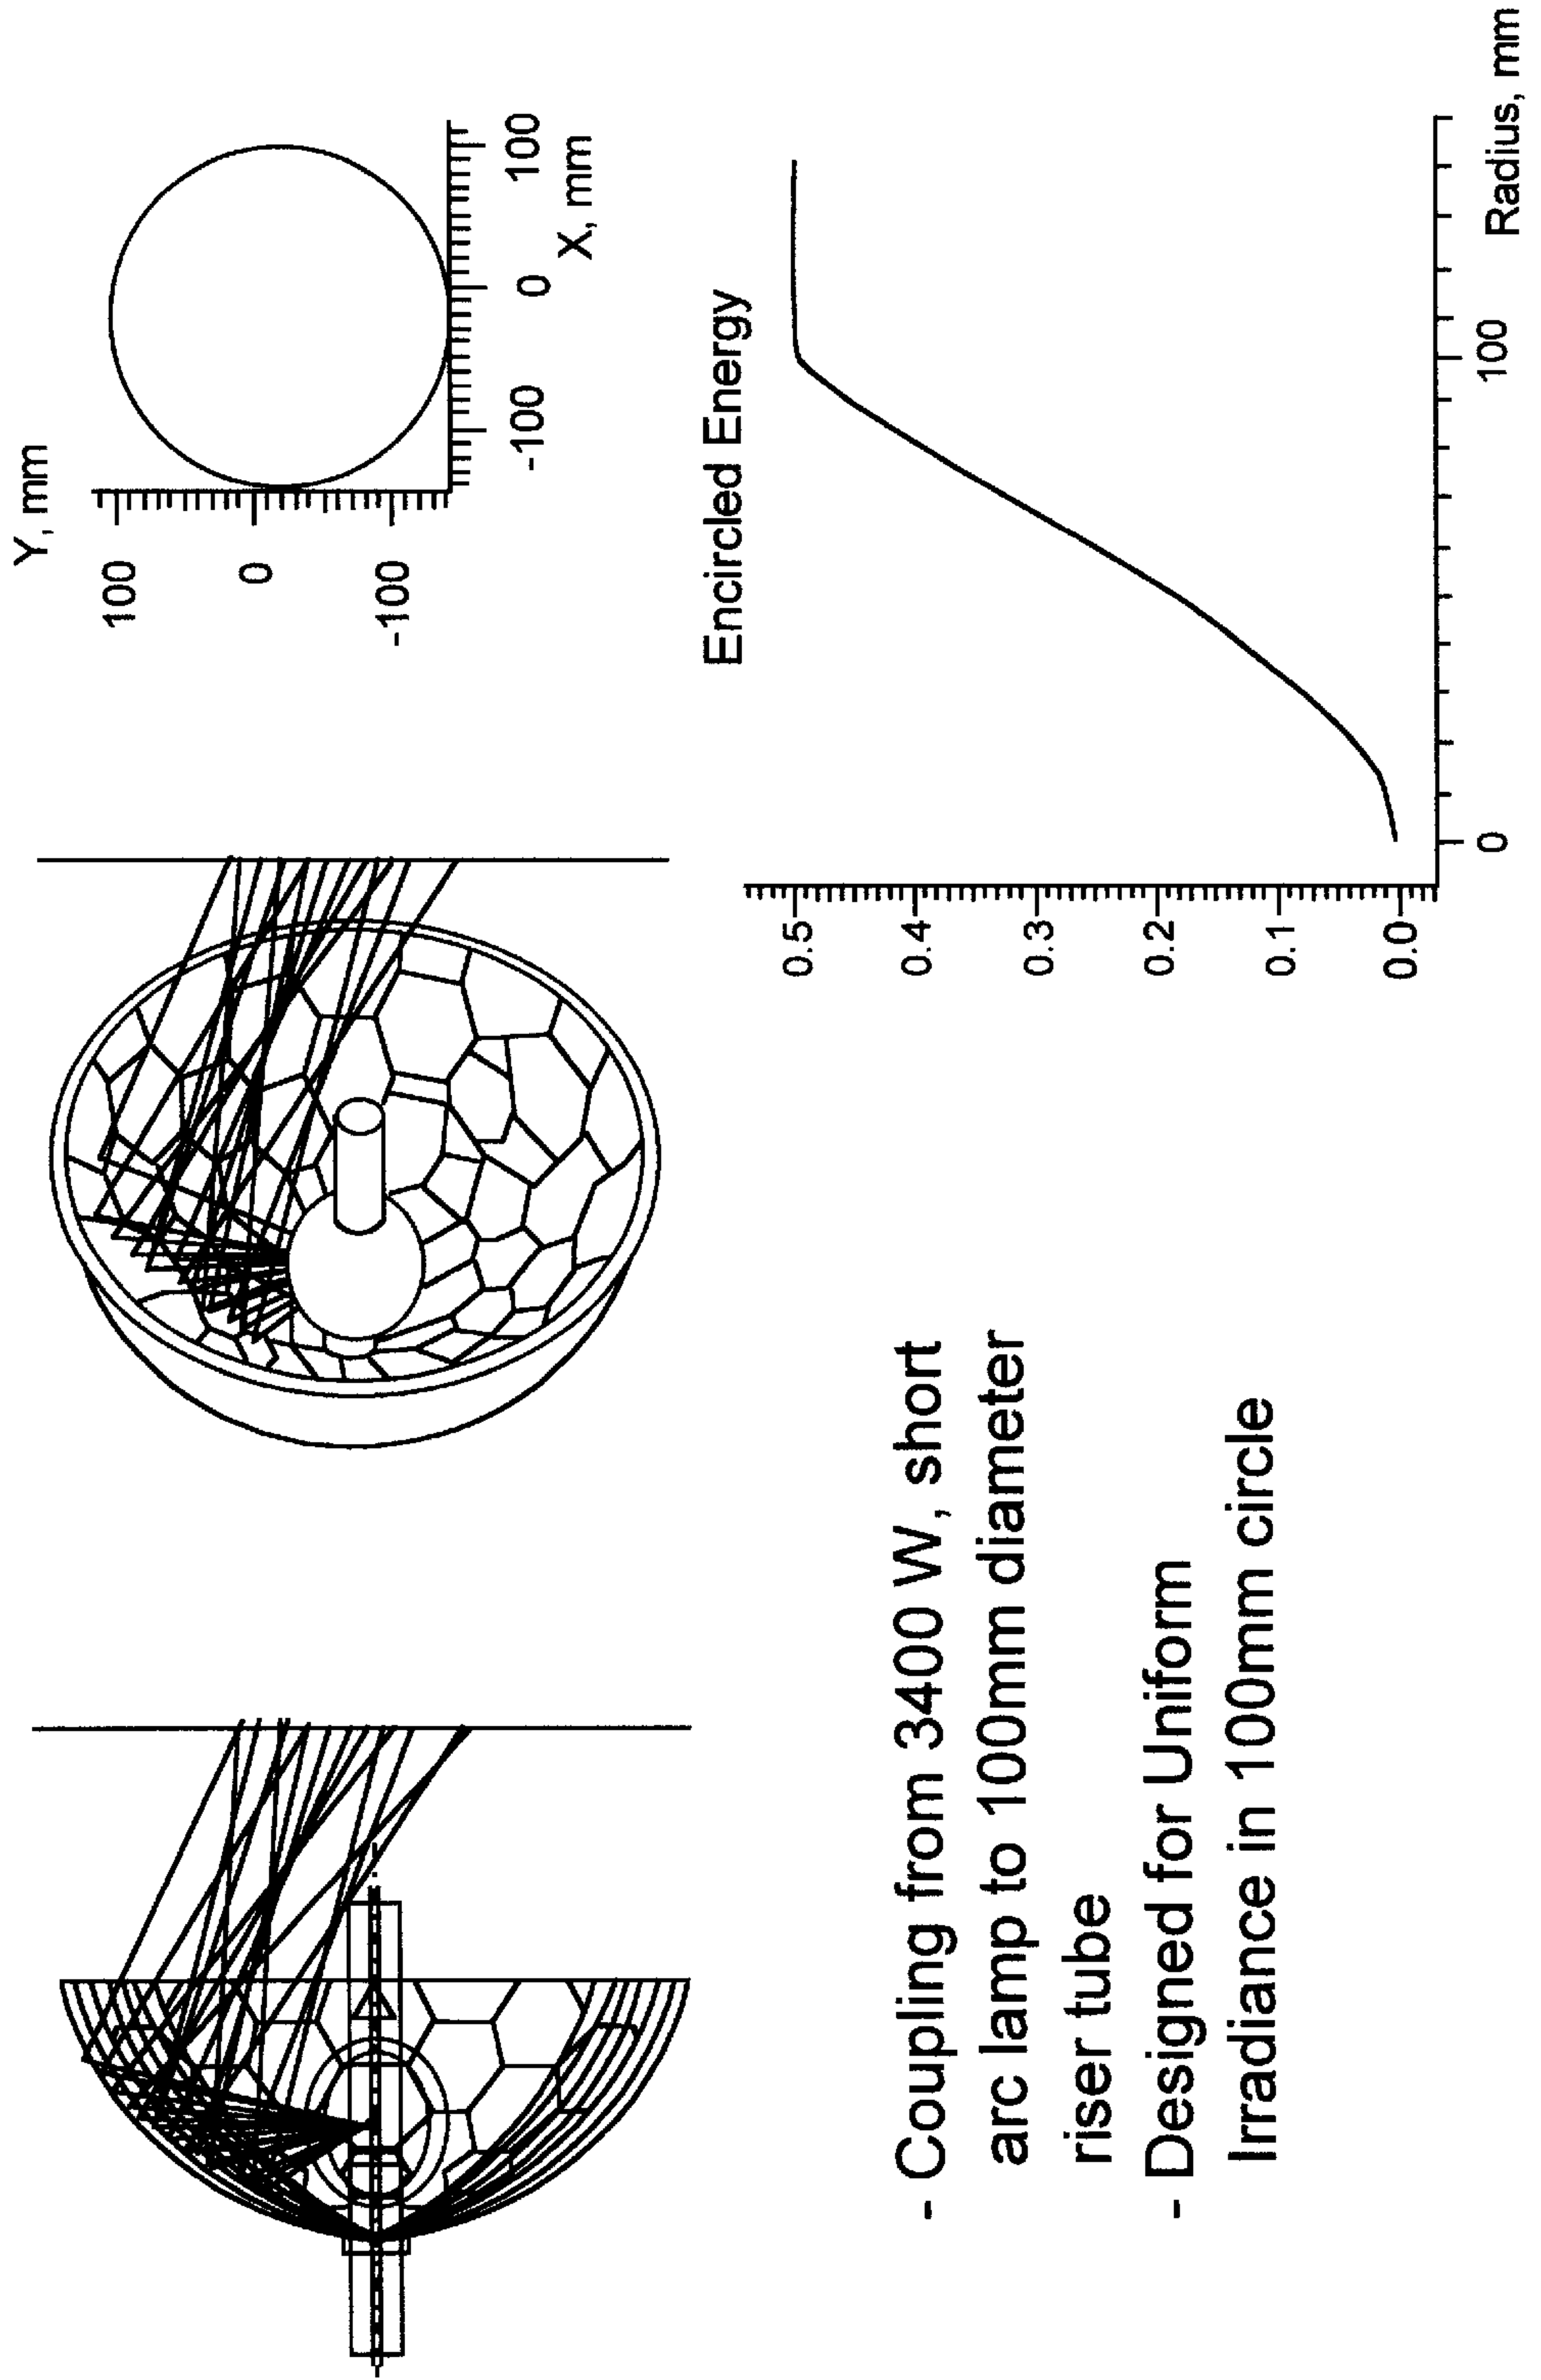 Y, mm
100
0
-100
-100
0
100
X, mm
- Coupling from 3400 W, short
arc lamp to 100mm diameter
riser tube
- Designed for Uniform
Irradiance in 100mm circle
Encircled Energy
0.5
0.4
0.3
0.2
0.1
0.0
0
100
Radius, mm